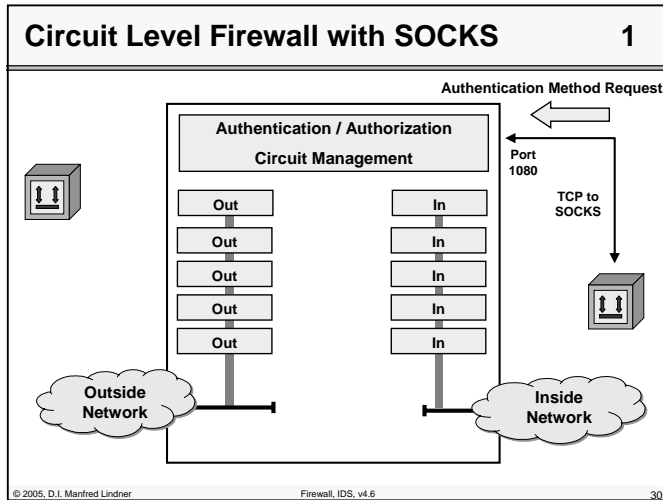 Circuit Level Firewall with SOCKS 1
Authentication Method Request
Authentication / Authorization
Circuit Management
Port
1080
TCP to
SOCKS
Out In
Out In
Out In
Out In
Out In
Outside
Network
Inside
Network
© 2005, D.I. Manfred Lindner Firewall, IDS, v4.6 30